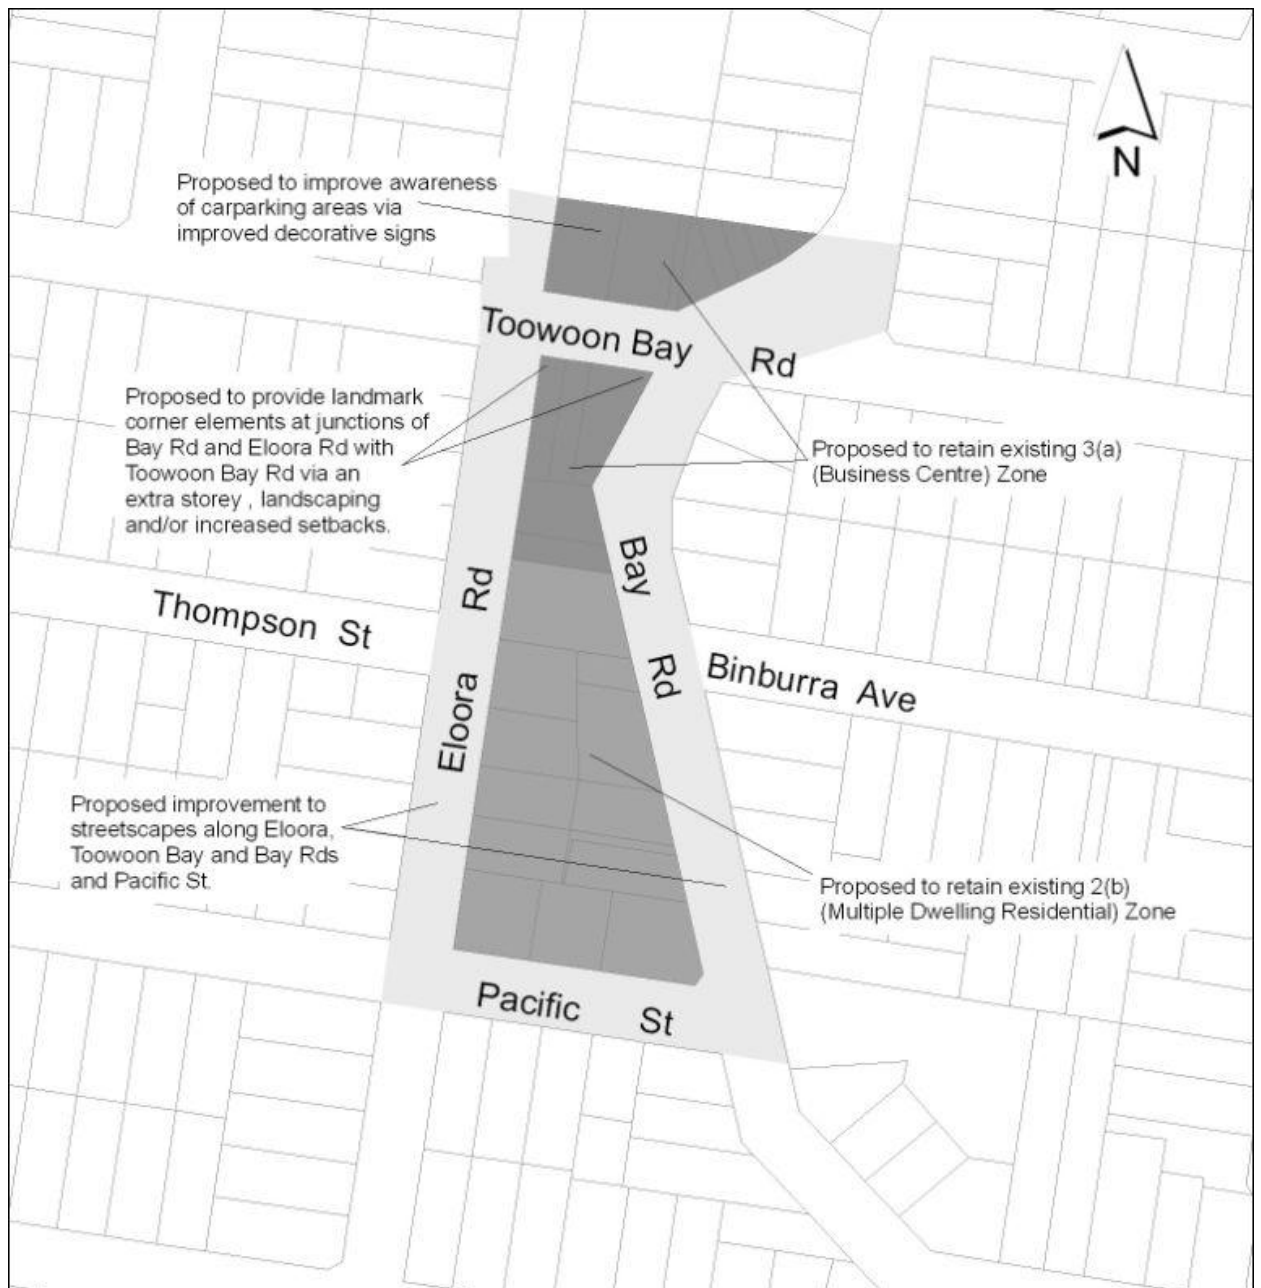 N
Proposed to improve awareness
of carparking areas via
improved decorative signs
Toowoon Bay Rd
Proposed to provide landmark
corner elements at junctions of
Bay Rd and Eloora Rd with
Toowoon Bay Rd via an
extra storey , landscaping
and/or increased setbacks.
Proposed to retain existing 3(a)
(Business Centre) Zone
Bay Rd
Eloora Rd
Thompson St
Binburra Ave
Proposed improvement to
streetscapes along Eloora,
Toowoon Bay and Bay Rds
and Pacific St.
Proposed to retain existing 2(b)
(Multiple Dwelling Residential) Zone
Pacific St